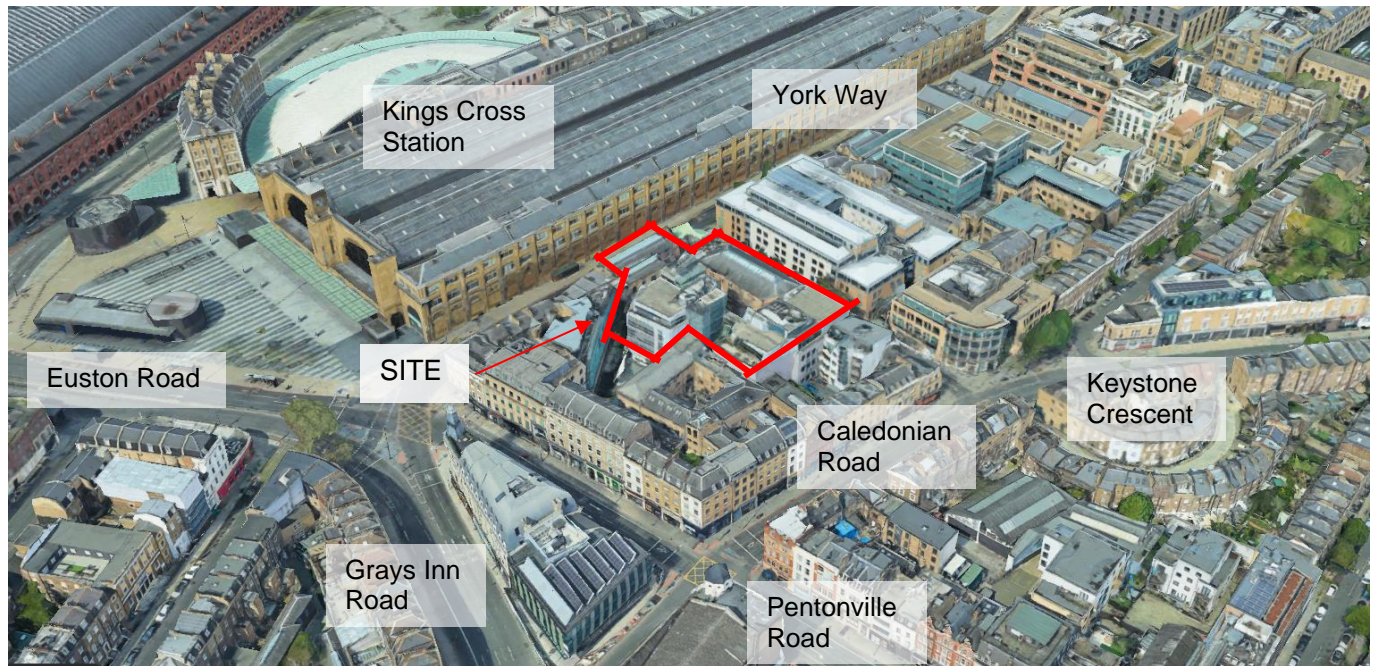 Kings Cross
Station
York Way
SITE
Euston Road
Keystone
Crescent
Caledonian
Road
Grays Inn
Road
Pentonville
Road